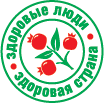 здоровые люди
здоровая страна